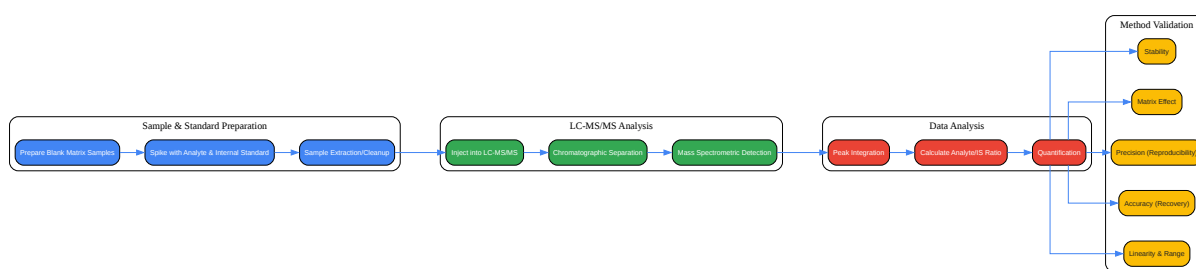 Sample & Standard Preparation
Prepare Blank Matrix Samples
Spike with Analyte & Internal Standard
Sample Extraction/Cleanup
LC-MS/MS Analysis
Inject into LC-MS/MS
Chromatographic Separation
Mass Spectrometric Detection
Data Analysis
Peak Integration
Calculate Analyte/IS Ratio
Quantification
Method Validation
Stability
Matrix Effect
Precision (Reproducibility)
Accuracy (Recovery)
Linearity & Range